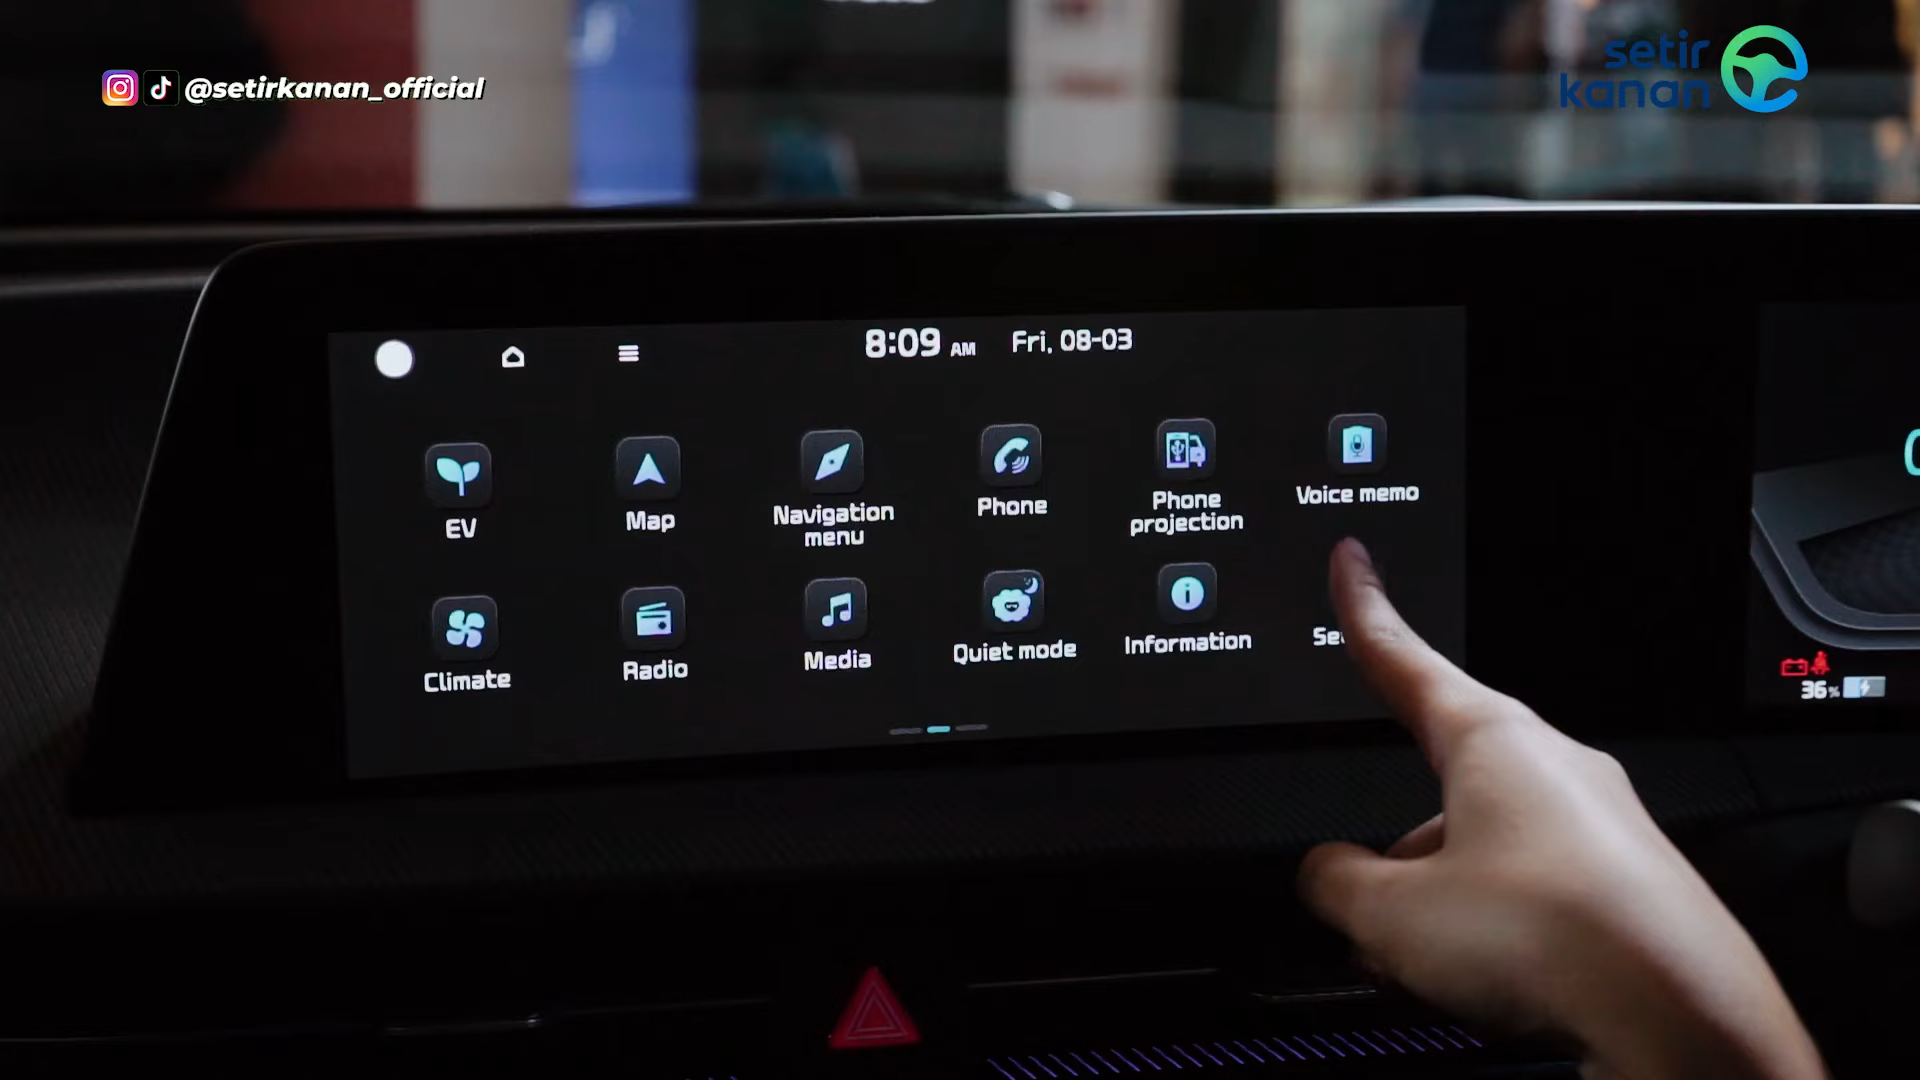 @setirkanan_official
setir
kanan
8:09 AM Fri, 08-03
EV
Map
Navigation
menu
Phone
Phone
projection
Voice memo
Climate
Radio
Media
Quiet mode
Information
36%